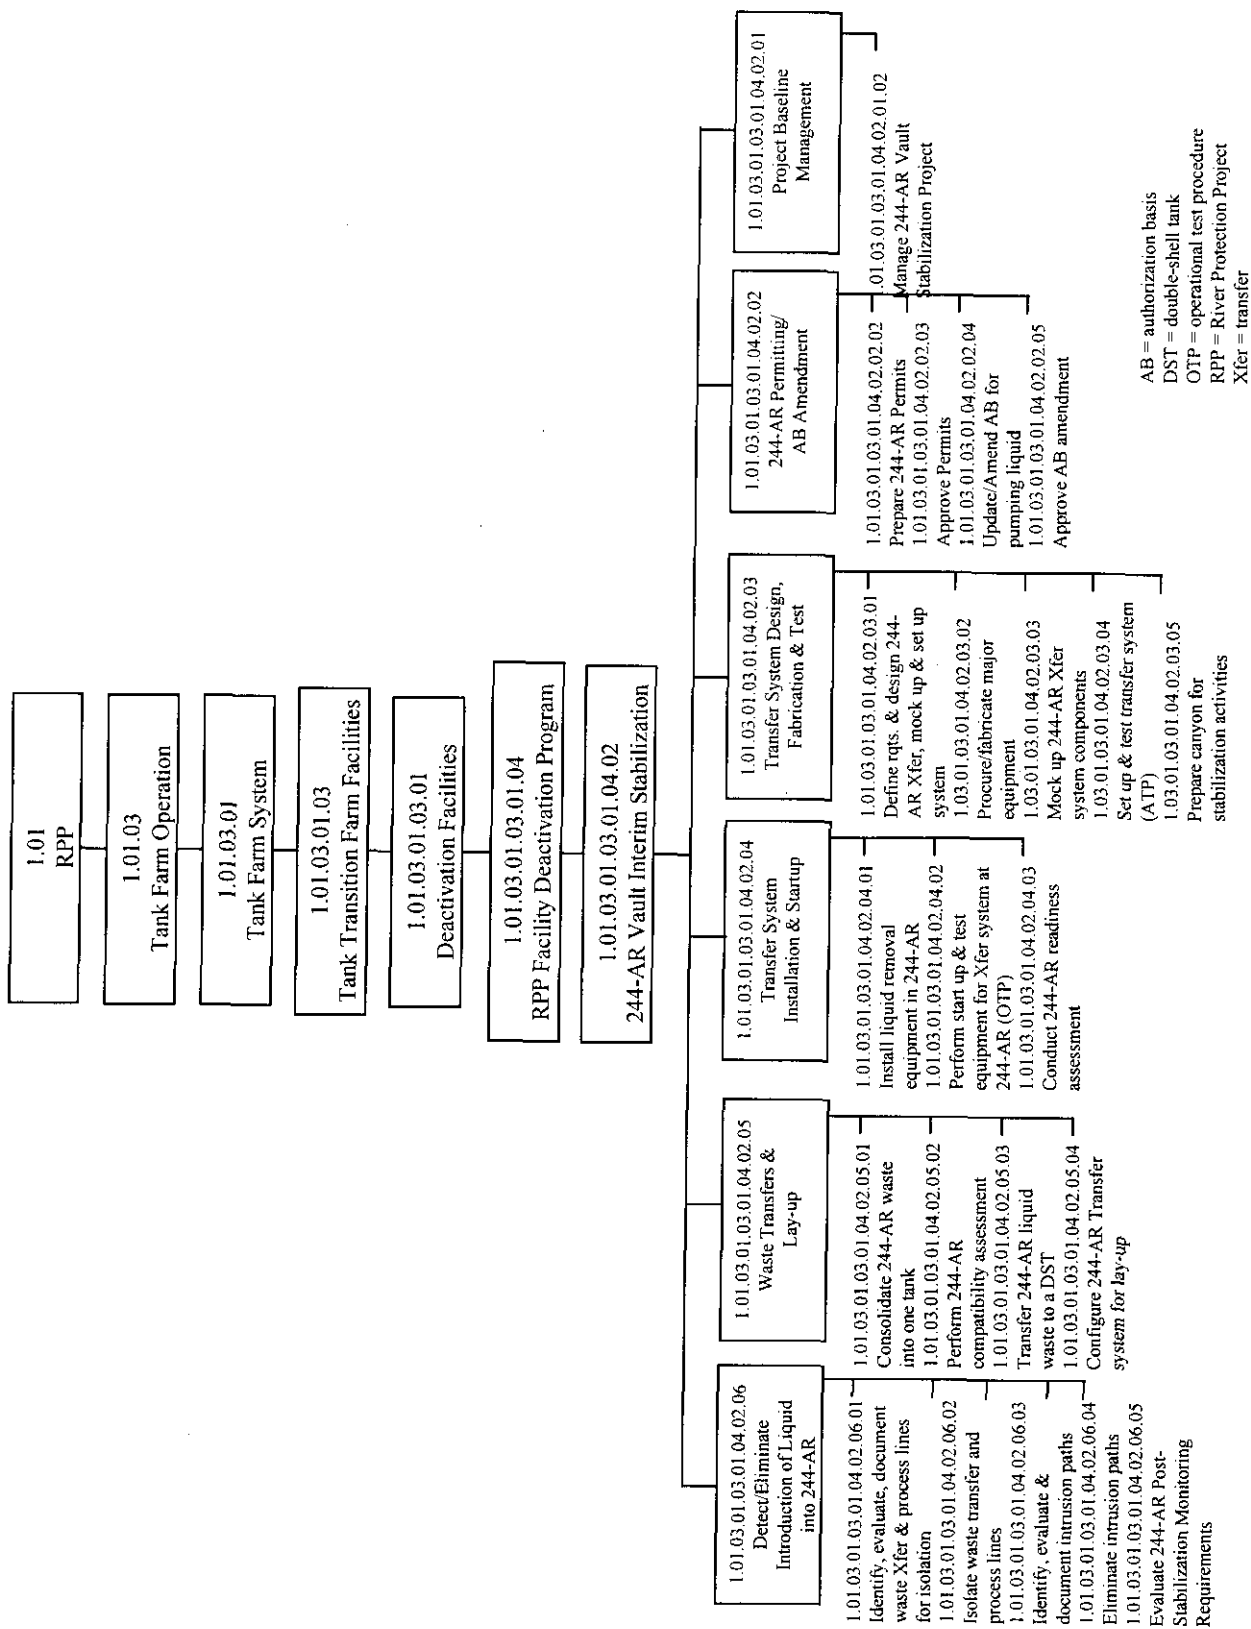 1.01
RPP
1.01.03
Tank Farm Operation
1.01.03.01
Tank Farm System
1.01.03.01.03
Tank Transition Farm Facilities
1.01.03.01.03.01
Deactivation Facilities
1.01.03.01.03.01.04
RPP Facility Deactivation Program
1.01.03.01.03.01.04.02
244-AR Vault Interim Stabilization
1.01.03.01.03.01.04.02.06
Detect/Eliminate
Introduction of Liquid
into 244-AR
1.01.03.01.03.01.04.02.06.01
Identify, evaluate, document
waste Xfer & process lines
for isolation
1.01.03.01.03.01.04.02.06.02
Isolate waste transfer and
process lines
1.01.03.01.03.01.04.02.06.03
Identify, evaluate &
document intrusion paths
1.01.03.01.03.01.04.02.06.04
Eliminate intrusion paths
1.01.03.01.03.01.04.02.06.05
Evaluate 244-AR Post-
Stabilization Monitoring
Requirements
1.01.03.01.03.01.04.02.05
Waste Transfers &
Lay-up
1.01.03.01.03.01.04.02.05.01
Consolidate 244-AR waste
into one tank
1.01.03.01.03.01.04.02.05.02
Perform 244-AR
compatibility assessment
1.01.03.01.03.01.04.02.05.03
Transfer 244-AR liquid
waste to a DST
1.01.03.01.03.01.04.02.05.04
Configure 244-AR Transfer
system for lay-up
1.01.03.01.03.01.04.02.04
Transfer System
Installation & Startup
1.01.03.01.03.01.04.02.04.01
Install liquid removal
equipment in 244-AR
1.01.03.01.03.01.04.02.04.02
Perform start up & test
equipment for Xfer system at
244-AR (OTP)
1.01.03.01.03.01.04.02.04.03
Conduct 244-AR readiness
assessment
1.01.03.01.03.01.04.02.03
Transfer System Design,
Fabrication & Test
1.01.03.01.03.01.04.02.03.01
Define rqts. & design 244-
AR Xfer, mock up & set up
system
1.03.01.03.01.04.02.03.02
Procure/fabricate major
equipment
1.03.01.03.01.04.02.03.03
Mock up 244-AR Xfer
system components
1.03.01.03.01.04.02.03.04
Set up & test transfer system
(ATP)
1.03.01.03.01.04.02.03.05
Prepare canyon for
stabilization activities
1.01.03.01.03.01.04.02.02
244-AR Permitting/
AB Amendment
1.01.03.01.03.01.04.02.02.02
Prepare 244-AR Permits
1.01.03.01.03.01.04.02.02.03
Approve Permits
1.01.03.01.03.01.04.02.02.04
Update/Amend AB for
pumping liquid
1.01.03.01.03.01.04.02.02.05
Approve AB amendment
1.01.03.01.03.01.04.02.01
Project Baseline
Management
1.01.03.01.03.01.04.02.01.02
Manage 244-AR Vault
Stabilization Project
AB = authorization basis
DST = double-shell tank
OTP = operational test procedure
RPP = River Protection Project
Xfer = transfer